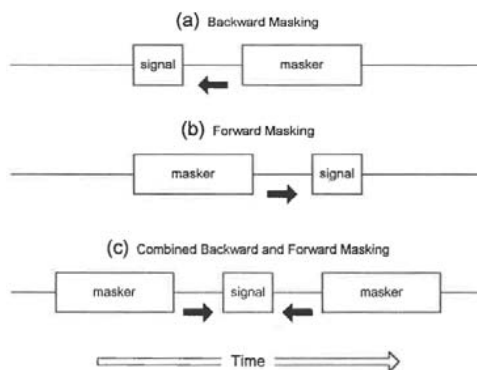 (a) Backward Masking
signal masker
(b) Forward Masking
masker signal
(c) Combined Backward and Forward Masking
masker signal masker
Time